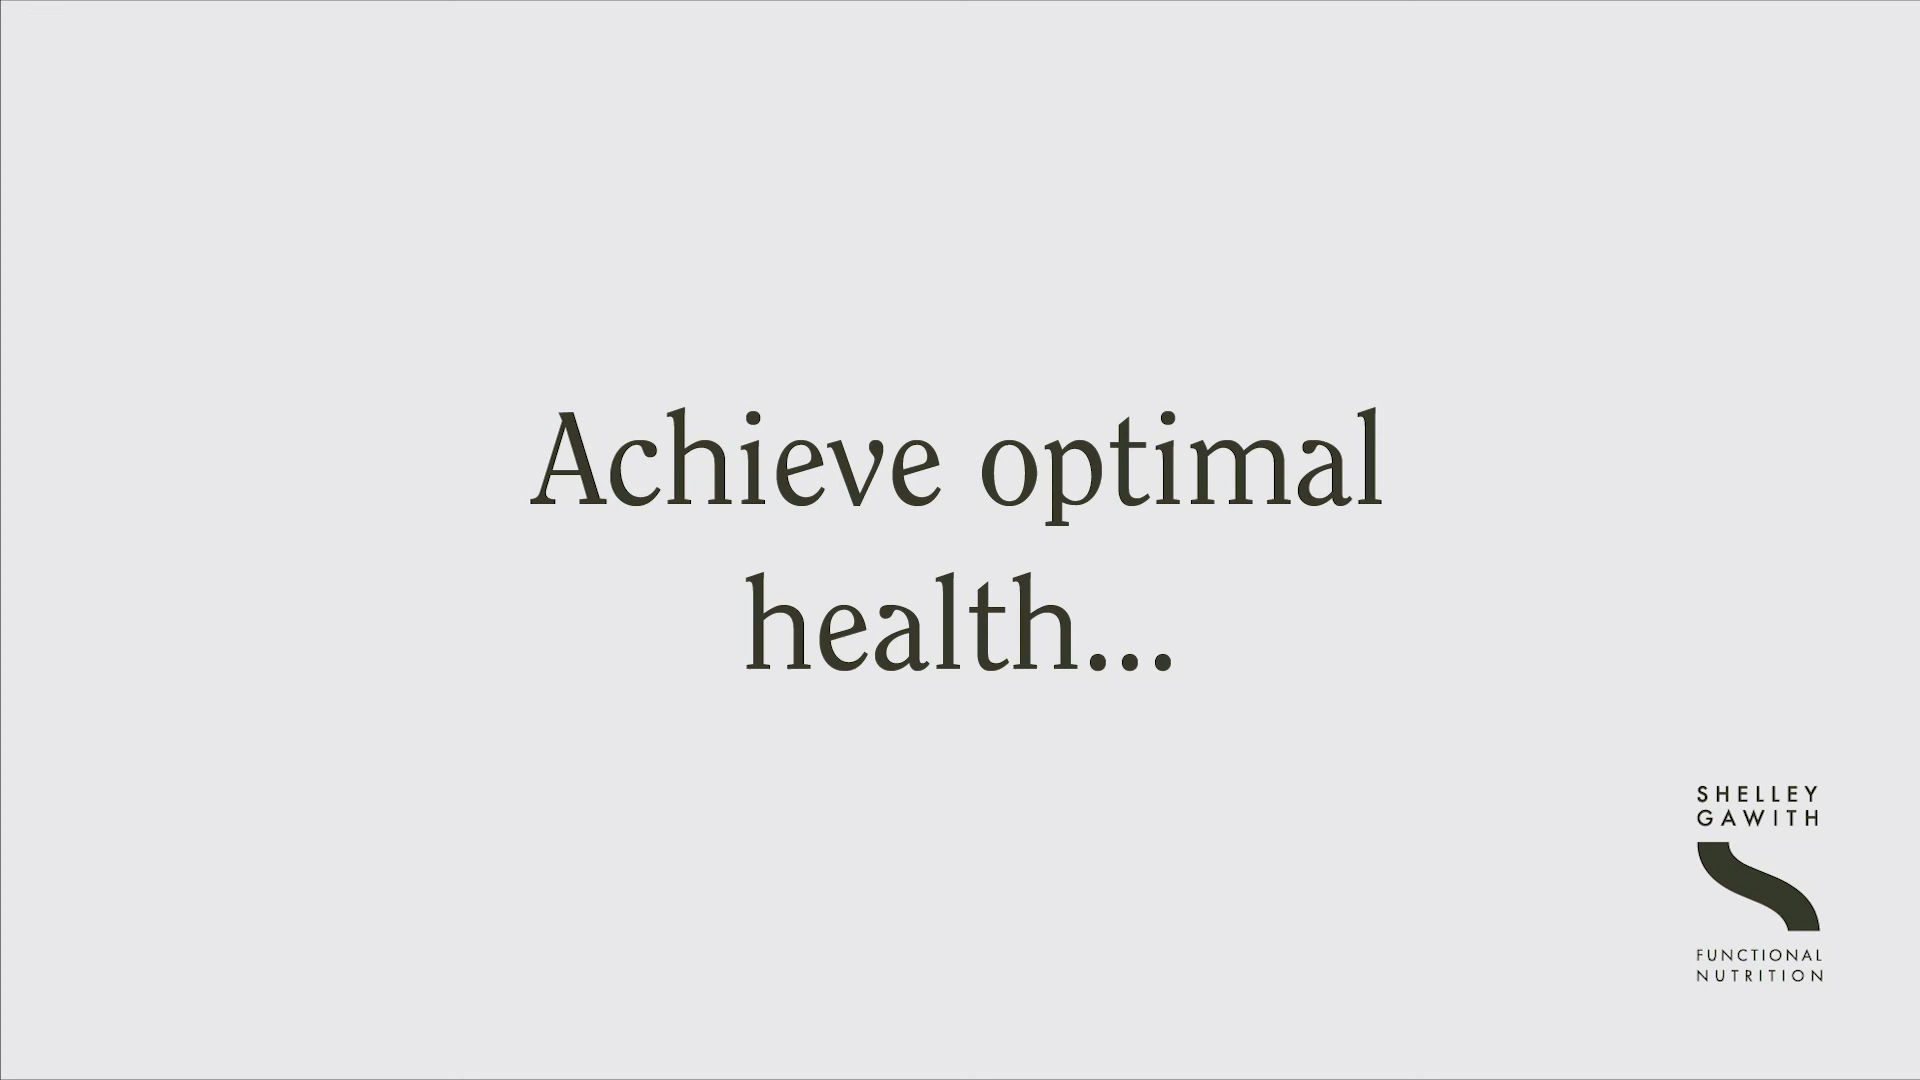 Achieve optimal
health...
SHELLEY
GAWITH
FUNCTIONAL
NUTRITION